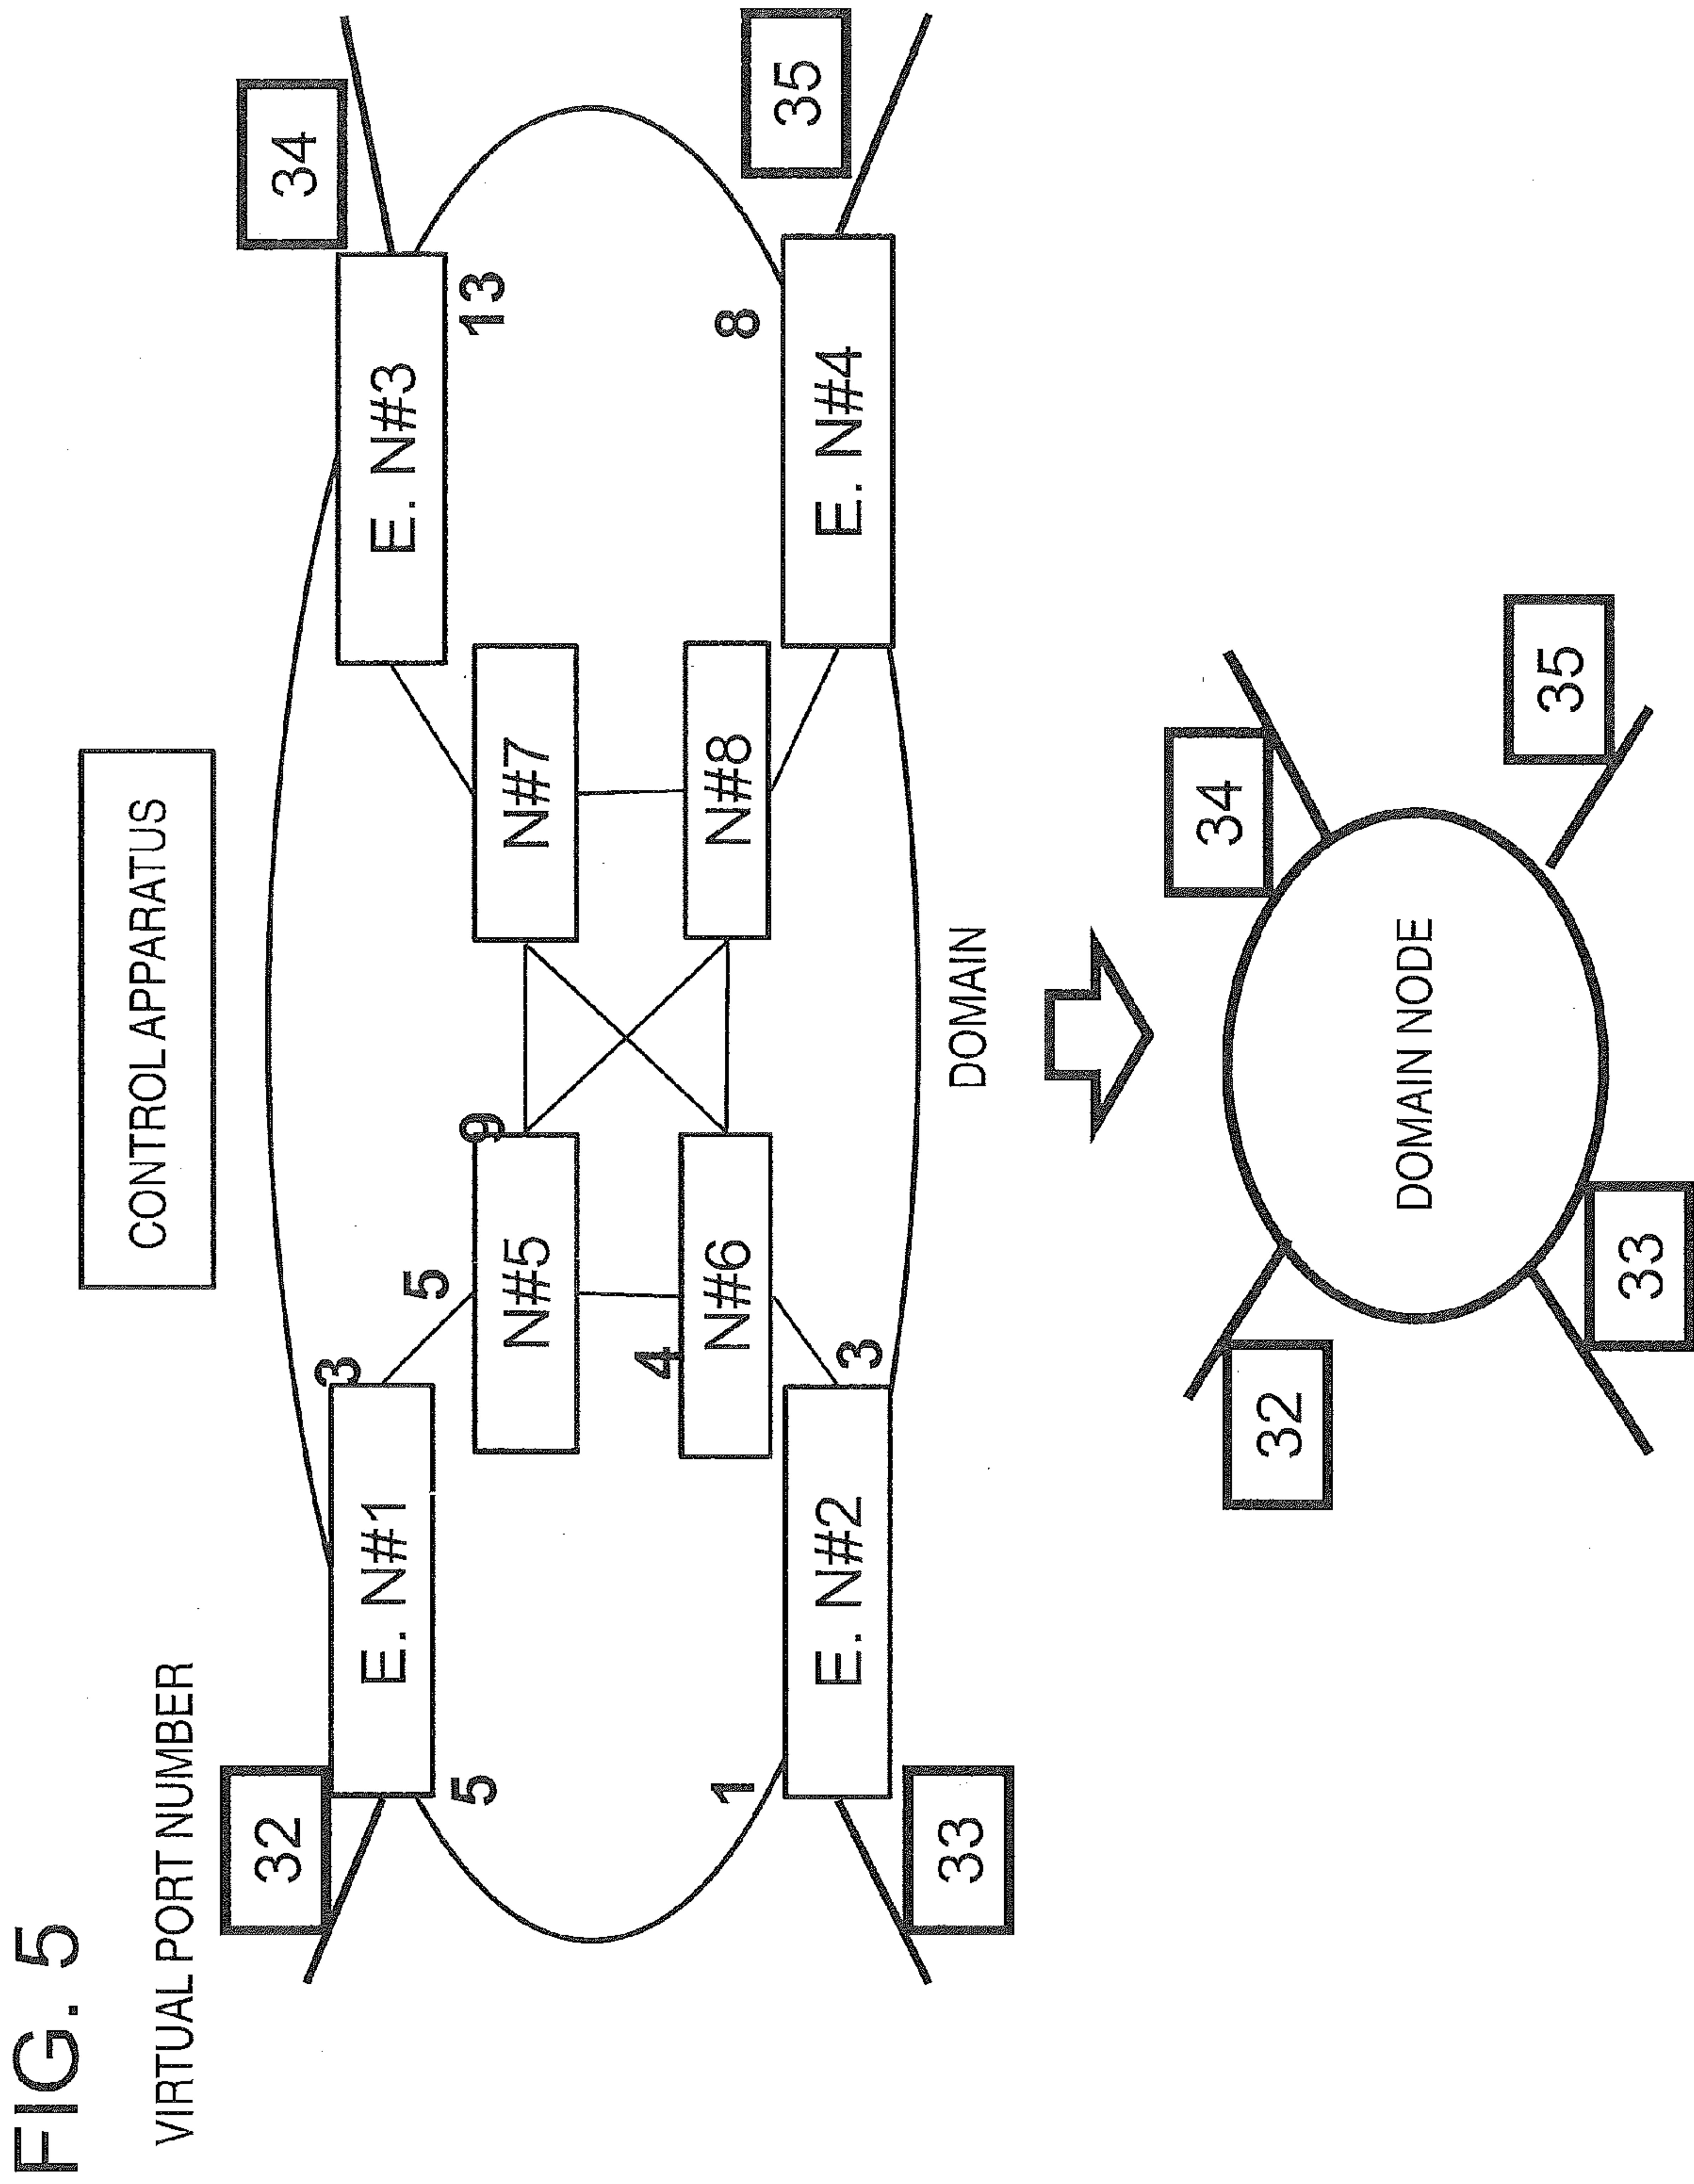 FIG. 5
VIRTUAL PORT NUMBER
CONTROL APPARATUS
32
34
3
E. N#1
E. N#3
5
5
9
13
N#5
N#7
4
N#6
N#8
1
8
35
3
E. N#2
E. N#4
33
DOMAIN
34
32
DOMAIN NODE
35
33